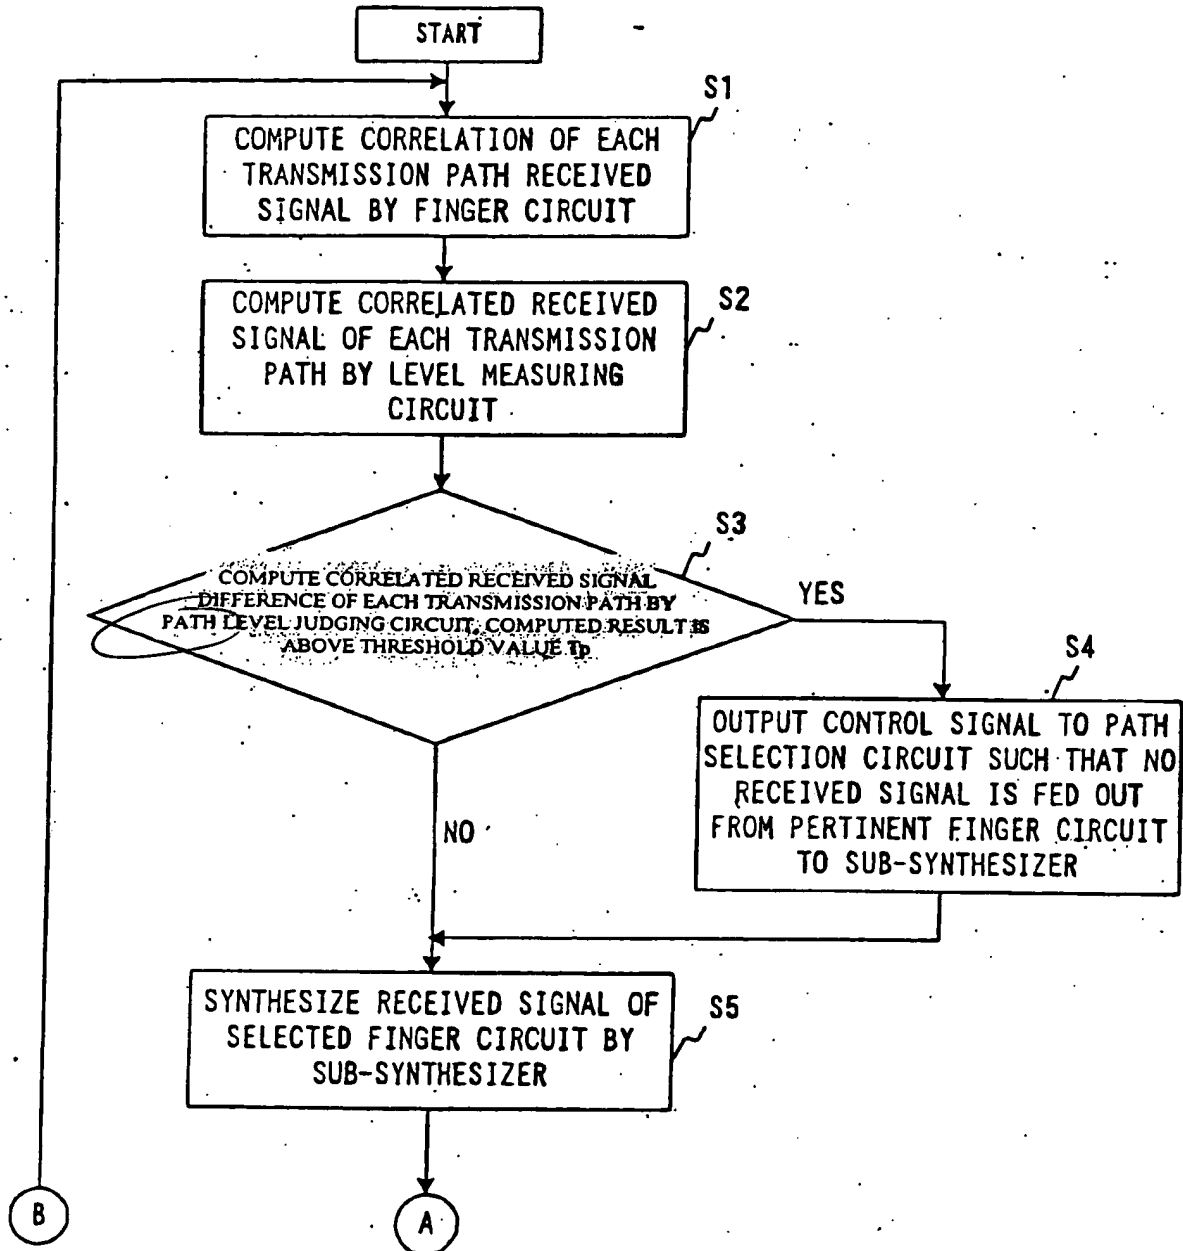 START
S1
COMPUTE CORRELATION OF EACH
TRANSMISSION PATH RECEIVED
SIGNAL BY FINGER CIRCUIT
S2
COMPUTE CORRELATED RECEIVED
SIGNAL OF EACH TRANSMISSION
PATH BY LEVEL MEASURING
CIRCUIT
S3
COMPUTE CORRELATED RECEIVED SIGNAL
DIFFERENCE OF EACH TRANSMISSION PATH BY
PATH LEVEL JUDGING CIRCUIT, COMPUTED RESULT IS
ABOVE THRESHOLD VALUE Tp
YES
S4
OUTPUT CONTROL SIGNAL TO PATH
SELECTION CIRCUIT SUCH THAT NO
RECEIVED SIGNAL IS FED OUT
FROM PERTINENT FINGER CIRCUIT
TO SUB-SYNTHESIZER
NO
S5
SYNTHESIZE RECEIVED SIGNAL OF
SELECTED FINGER CIRCUIT BY
SUB-SYNTHESIZER
B
A